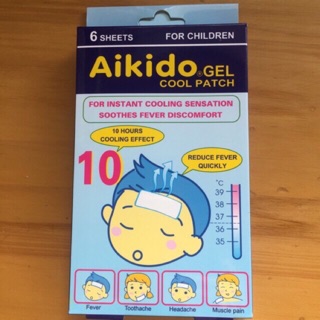 6 SHEETS FOR CHILDREN
Aikido® GEL
COOL PATCH
FOR INSTANT COOLING SENSATION
SOOTHES FEVER DISCOMFORT
10 HOURS
COOLING EFFECT
10
REDUCE FEVER
QUICKLY
°C
39
38
37
36
35
Fever Toothache Headache Muscle pain